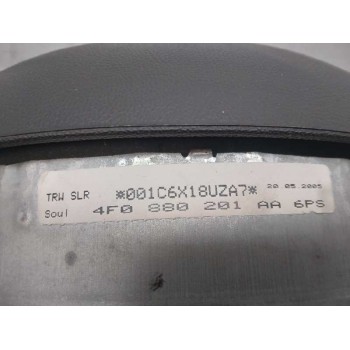 TRW SLR *001C6X18UZA7* 20.05.2005
Soul 4F0 880 201 AA 6PS